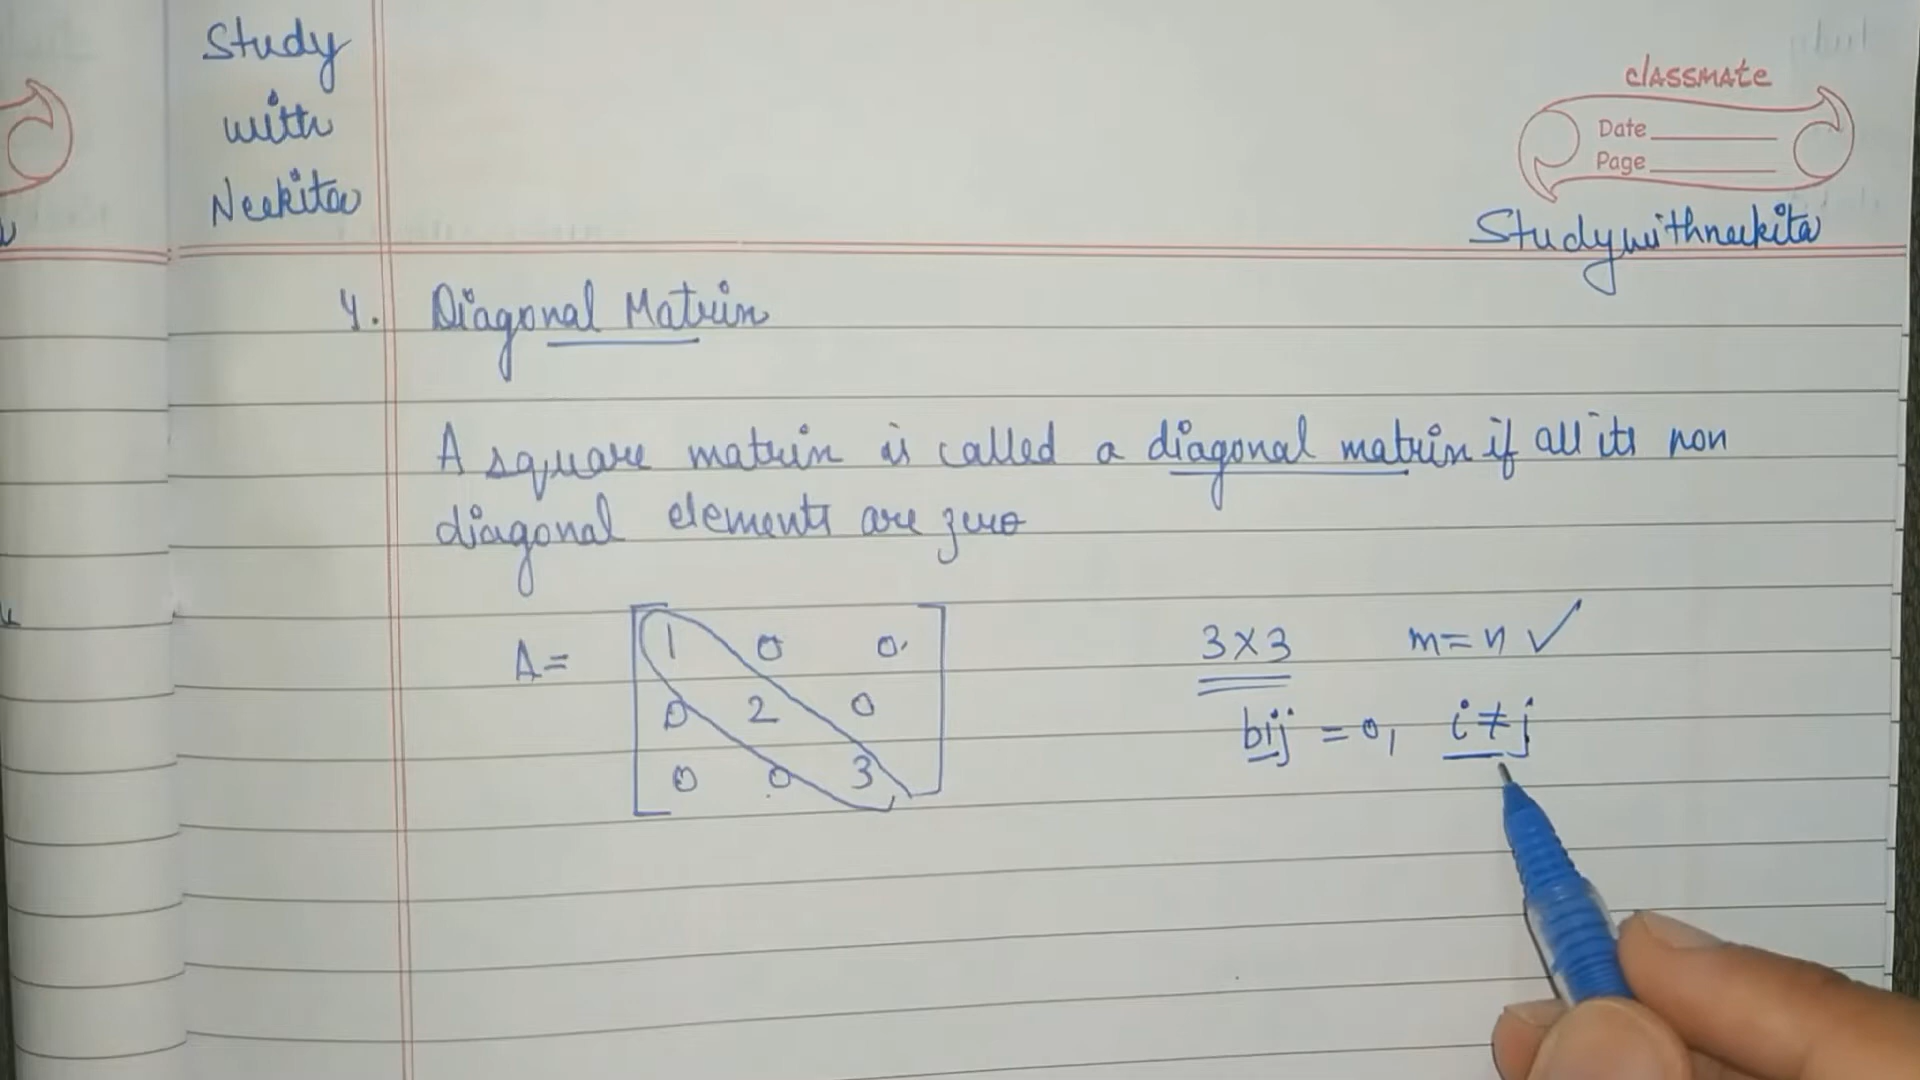 Study
with
Neekita
classmate
Date
Page
Studywithneekita
4. Diagonal Matrix
A square matrix is called a diagonal matrix if all its non
diagonal elements are zero
A = [ 1 0 0
0 2 0
0 0 3 ]
3×3 m=n ✓
bij = 0, i≠j